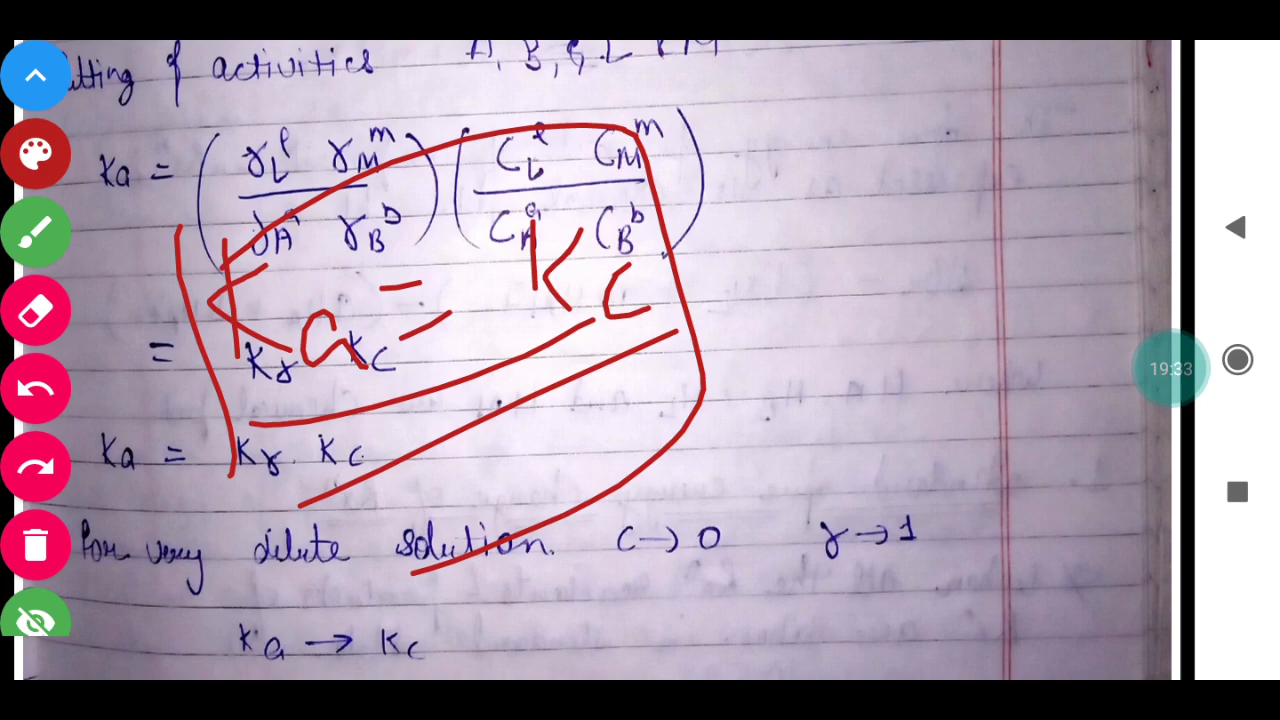 of activities A, B, G, L & M
Ka = (γL^l γM^m / γA^a γB^b) (CL^l CM^m / CA^a CB^b)
Ka = Kc
= Kγ Kc
Ka = Kγ. Kc
For very dilute solution. C → 0 γ → 1
Ka → Kc
19:33